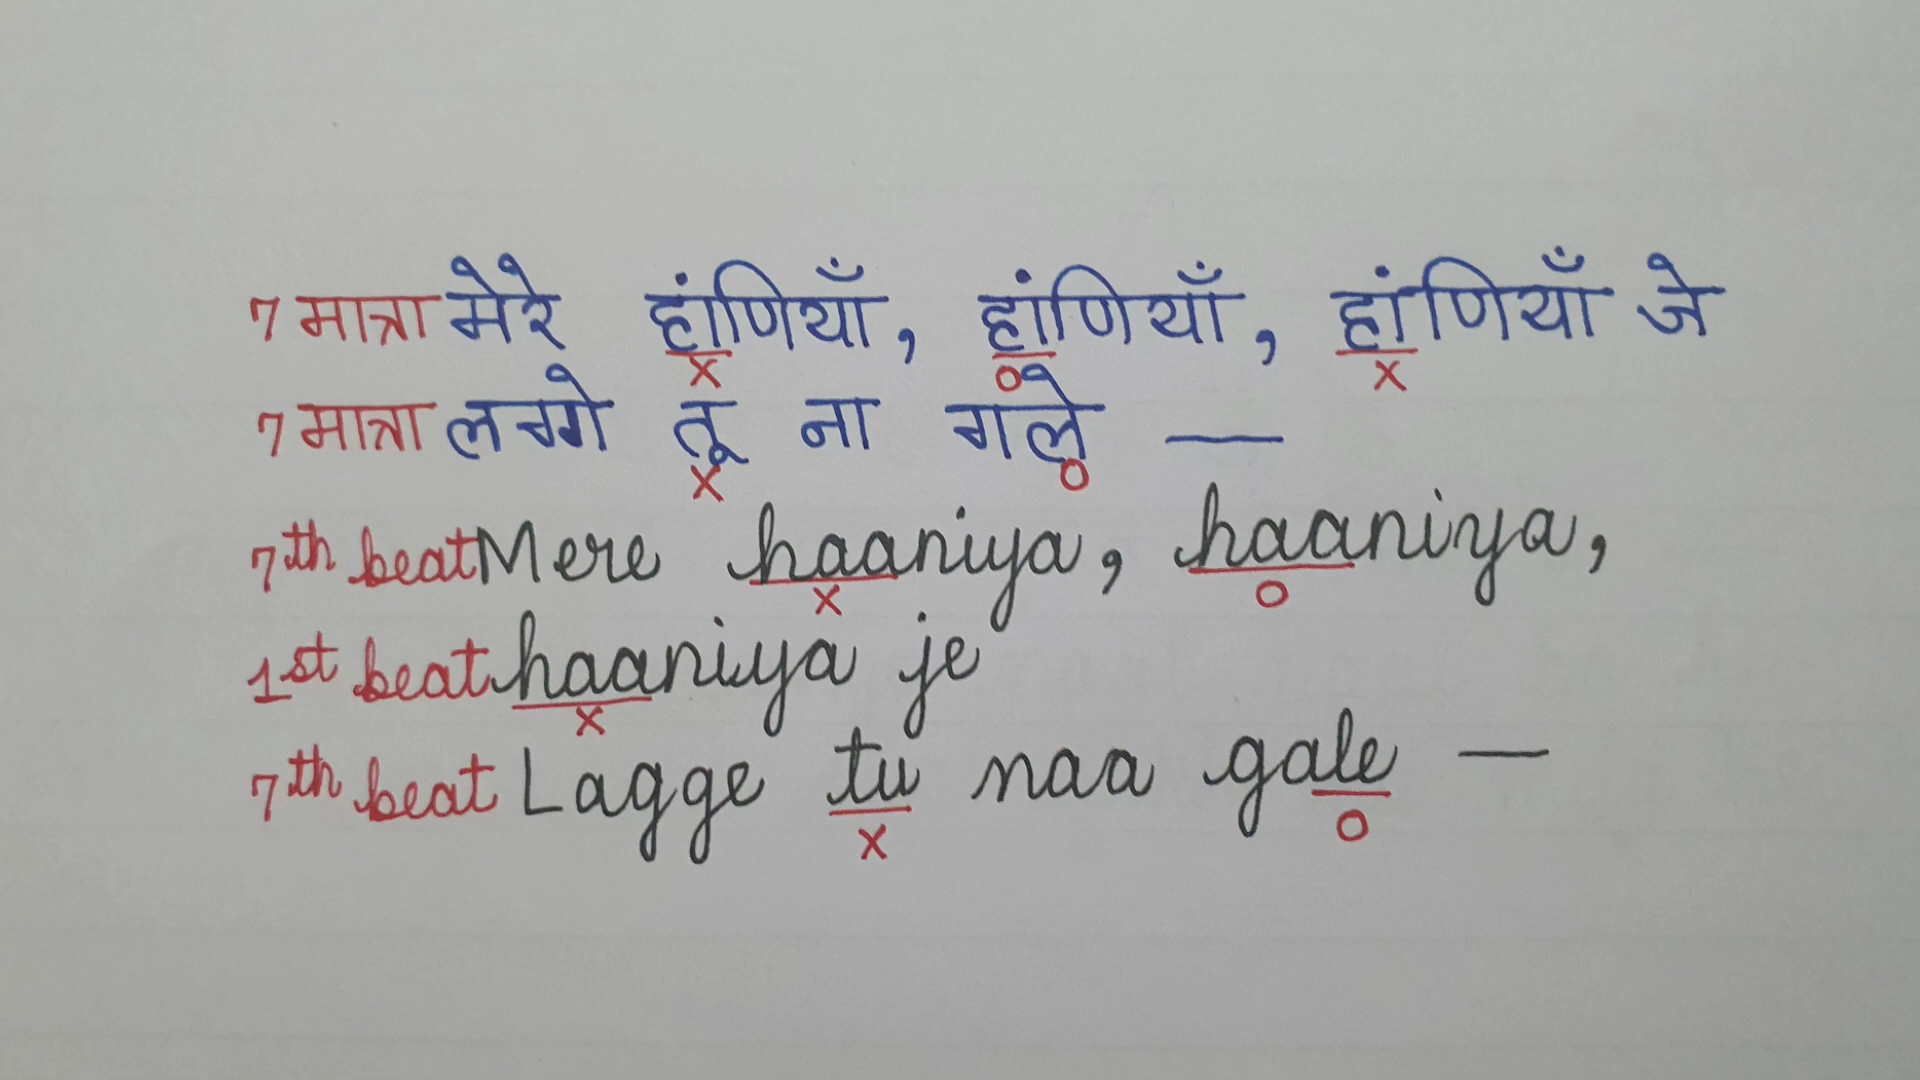 7 मात्रा मेरे हांणियाँ, हांणियाँ, हांणियाँ जे
x o x
7 मात्रा लग्गे तू ना गले —
x o
7th beat Mere haaniya, haaniya,
x o
1st beat haaniya je
x
7th beat Lagge tu naa gale —
x o